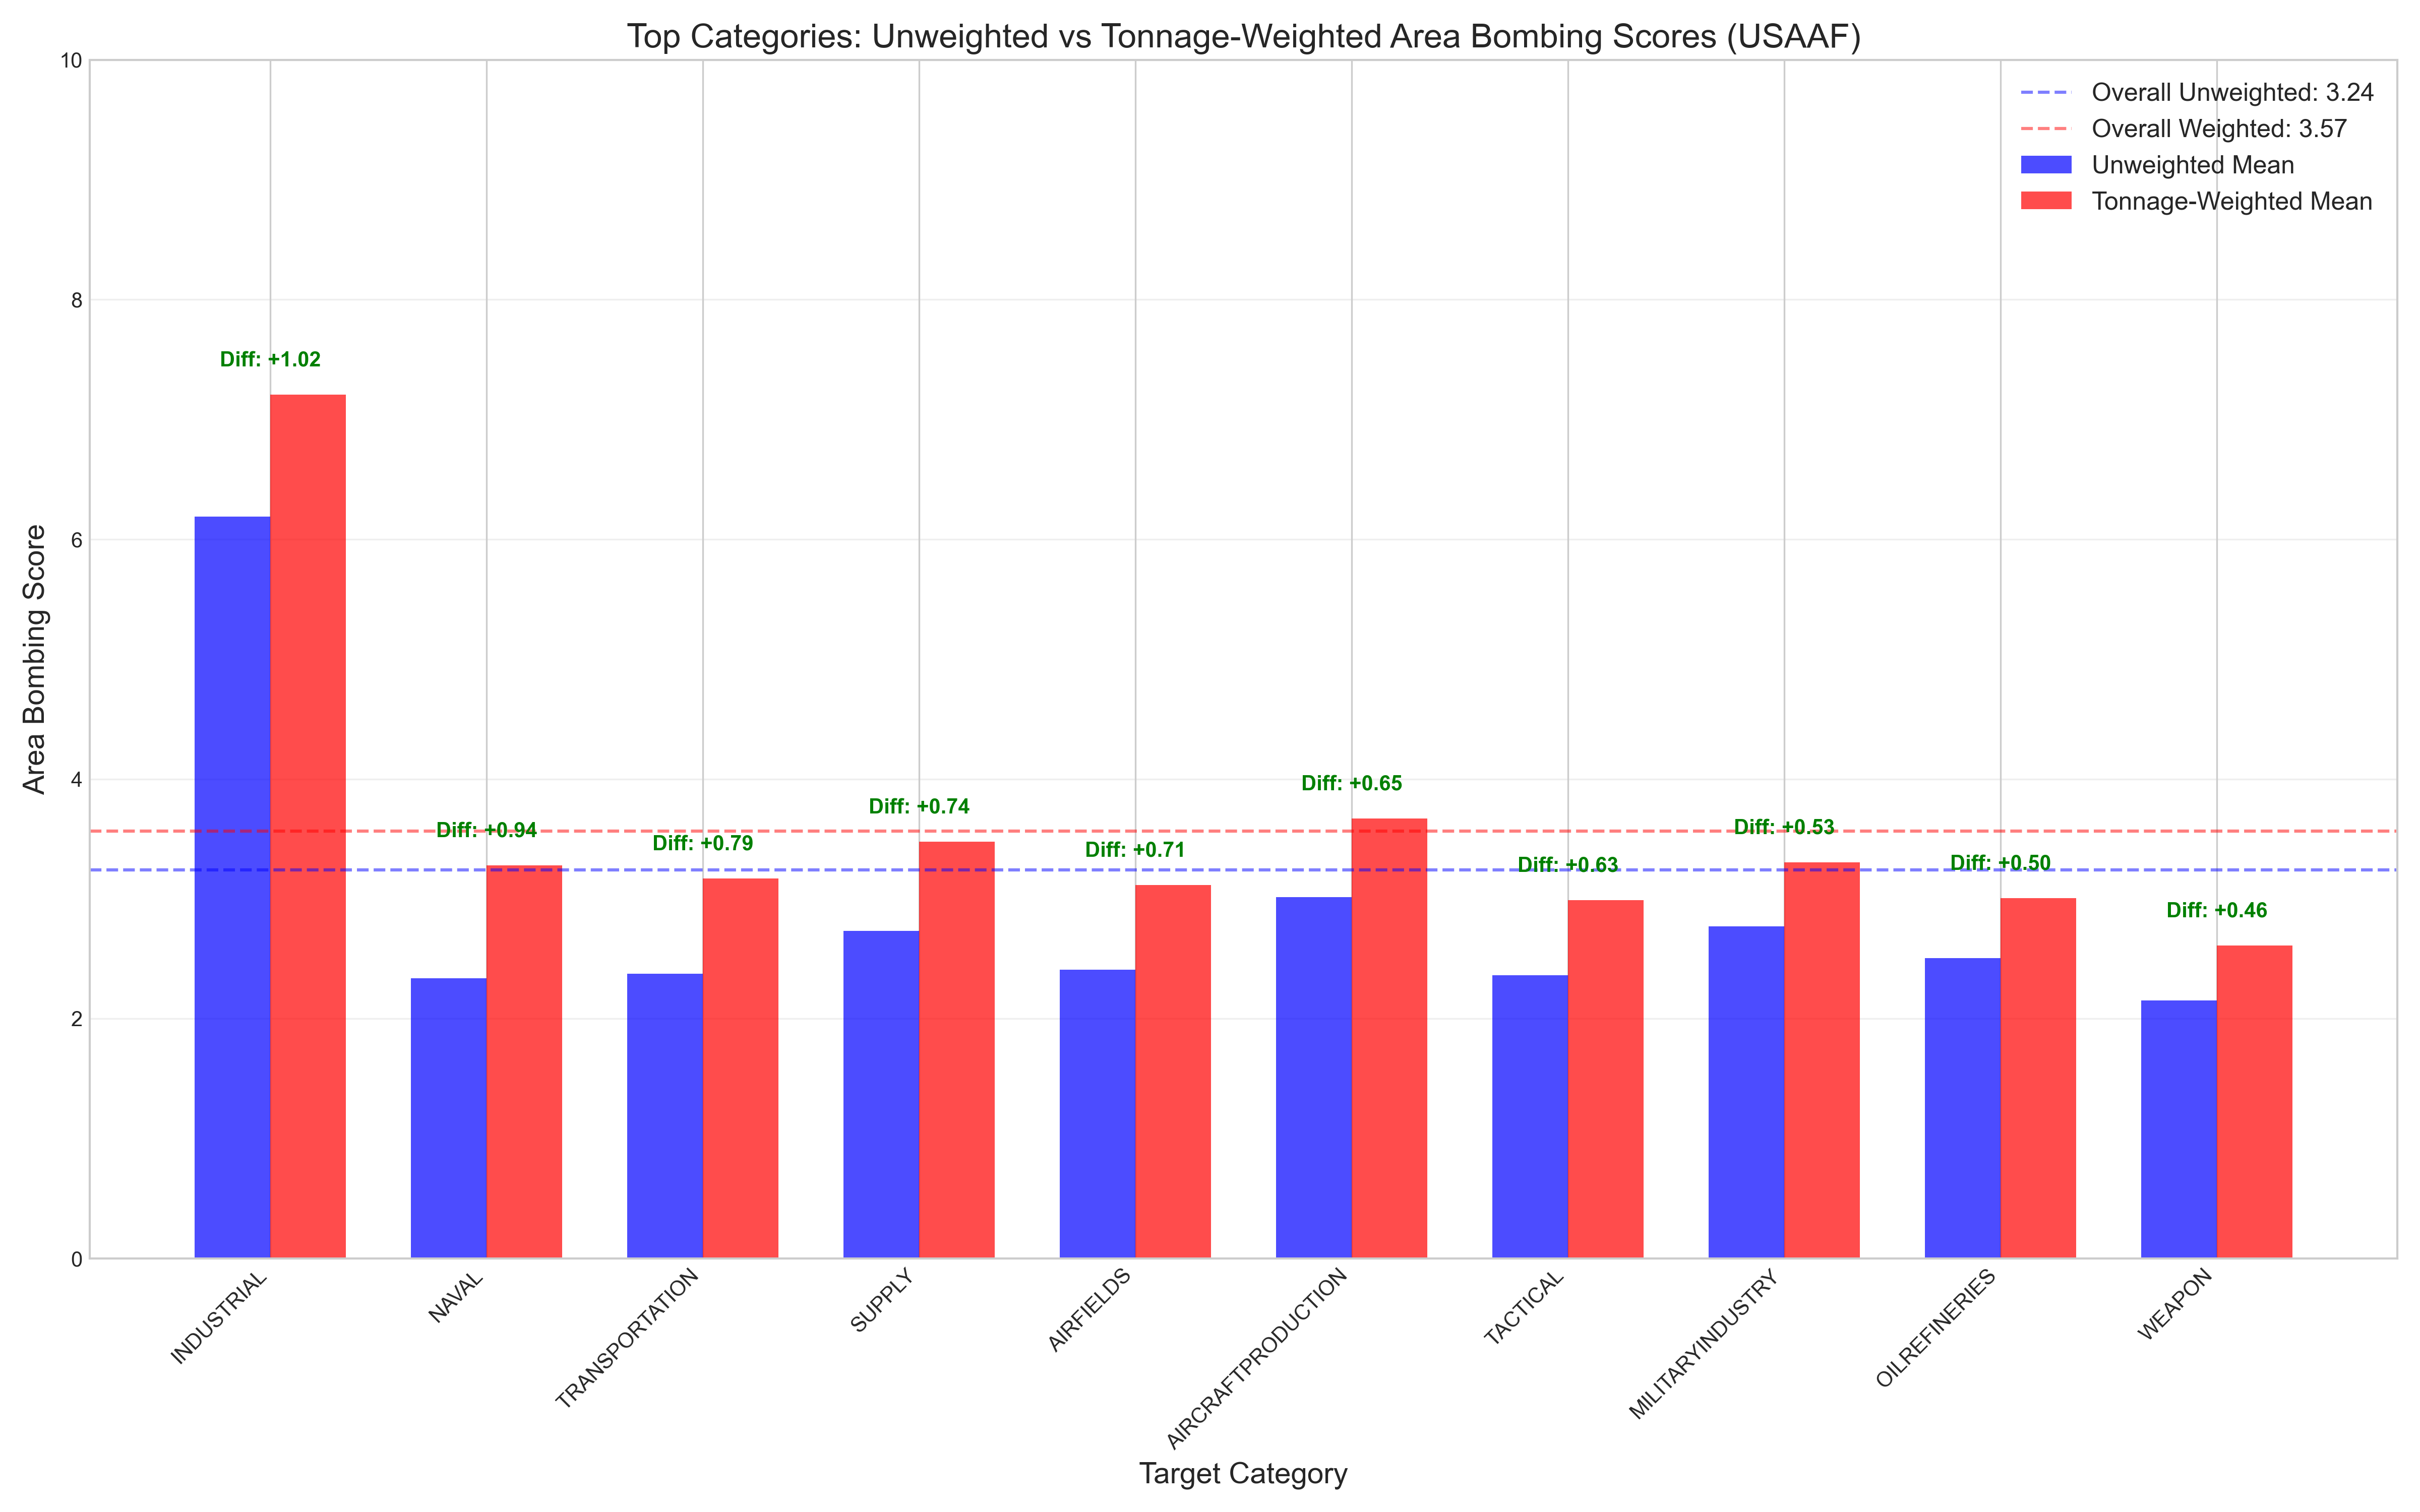 Top Categories: Unweighted vs Tonnage-Weighted Area Bombing Scores (USAAF)
Overall Unweighted: 3.24
Overall Weighted: 3.57
Unweighted Mean
Tonnage-Weighted Mean
Area Bombing Score
10
8
6
4
2
0
Diff: +1.02
Diff: +0.94
Diff: +0.79
Diff: +0.74
Diff: +0.71
Diff: +0.65
Diff: +0.63
Diff: +0.53
Diff: +0.50
Diff: +0.46
INDUSTRIAL
NAVAL
TRANSPORTATION
SUPPLY
AIRFIELDS
AIRCRAFTPRODUCTION
TACTICAL
MILITARYINDUSTRY
OILREFINERIES
WEAPON
Target Category